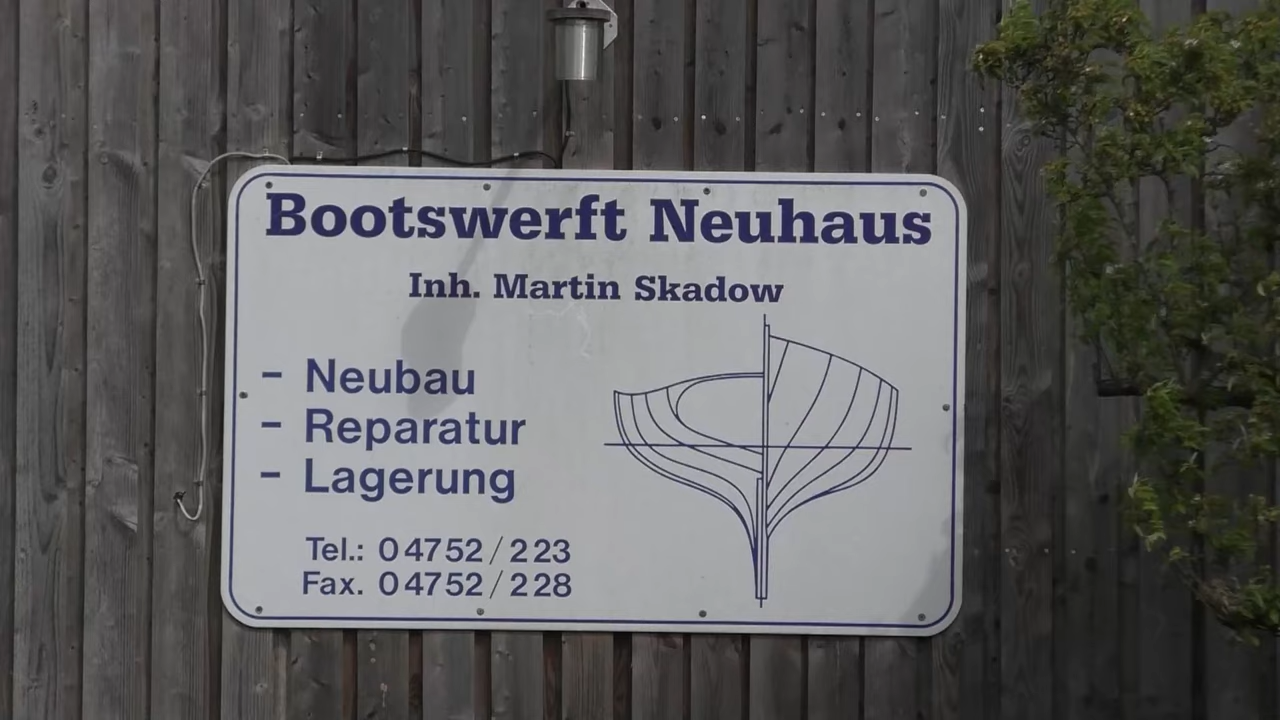 Bootswerft Neuhaus
Inh. Martin Skadow
- Neubau
- Reparatur
- Lagerung
Tel.: 04752/223
Fax. 04752/228